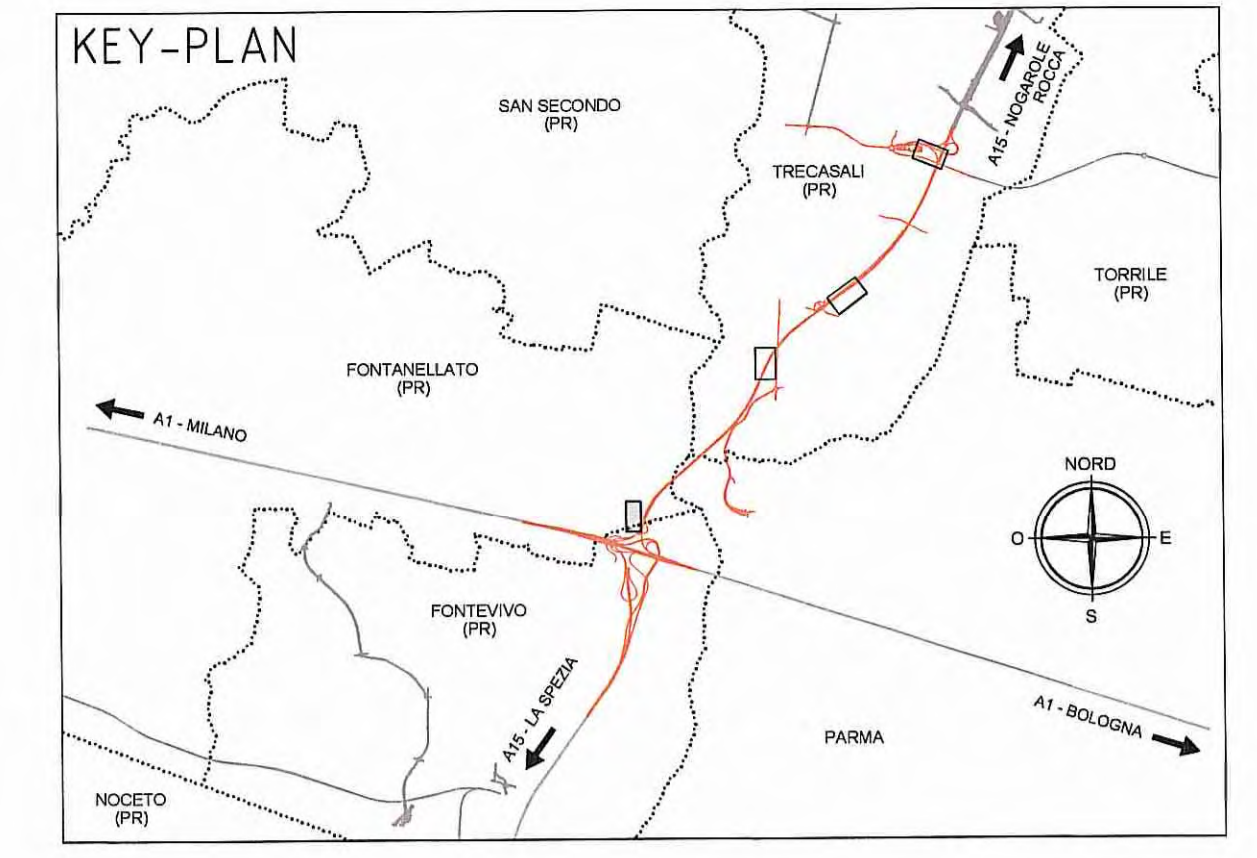 KEY-PLAN
SAN SECONDO
(PR)
A15 - NOGAROLE
ROCCA
TRECASALI
(PR)
TORRILE
(PR)
FONTANELLATO
(PR)
A1 - MILANO
NORD
O
E
S
FONTEVIVO
(PR)
A15 - LA SPEZIA
A1 - BOLOGNA
PARMA
NOCETO
(PR)